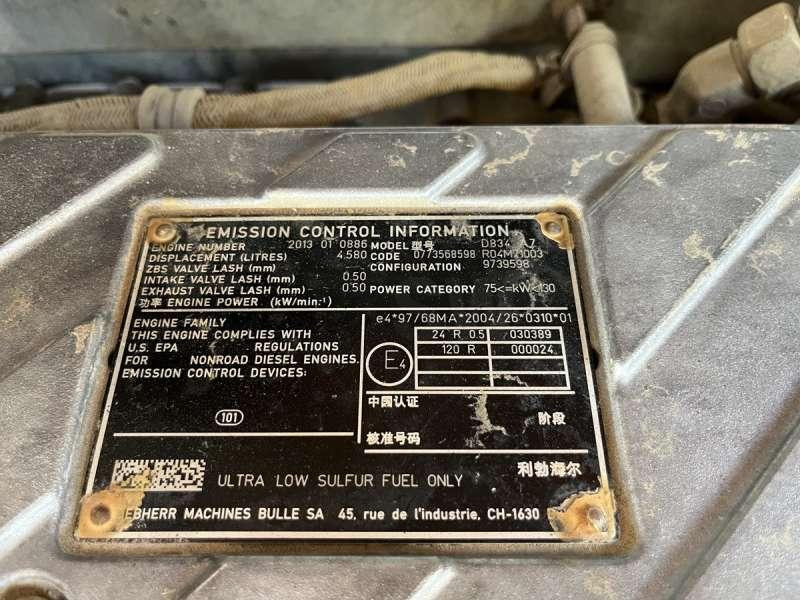 EMISSION CONTROL INFORMATION
ENGINE NUMBER 2013 01 0886 MODEL 型号 D834 A7
DISPLACEMENT (LITRES) 4.580 CODE 0773568598 R04M71003
ZBS VALVE LASH (mm) CONFIGURATION 9739598
INTAKE VALVE LASH (mm) 0.50
EXHAUST VALVE LASH (mm) 0.50 POWER CATEGORY 75<=kW<130
功率 ENGINE POWER (kW/min-¹)
e4*97/68MA*2004/26*0310*01
ENGINE FAMILY
THIS ENGINE COMPLIES WITH
U.S. EPA REGULATIONS
FOR NONROAD DIESEL ENGINES.
EMISSION CONTROL DEVICES:
24 R 0.5 030389
120 R 000024
E4
中国认证
阶段
101
核准号码
ULTRA LOW SULFUR FUEL ONLY 利勃海尔
MACHINES BULLE SA 45, rue de l'industrie, CH-1630